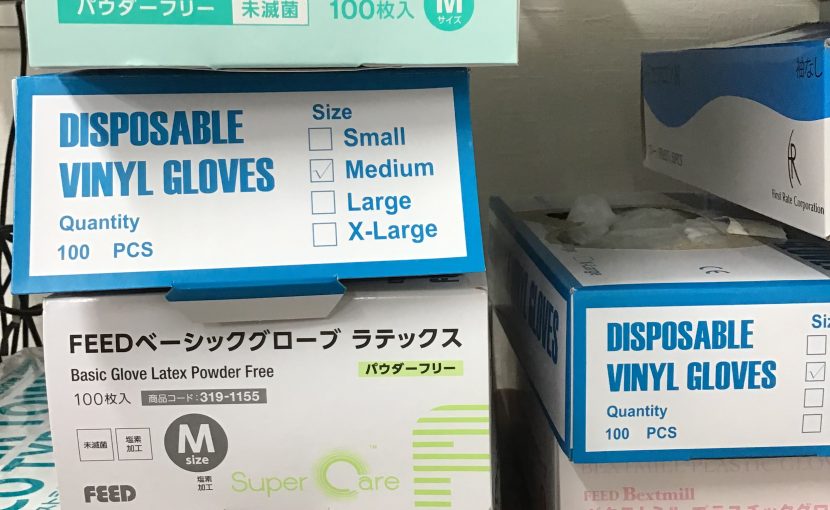 パウダーフリー 未滅菌 100枚入 M
サイズ
DISPOSABLE
VINYL GLOVES
Quantity
100 PCS
Size
Small
Medium
Large
X-Large
FEEDベーシックグローブ ラテックス
Basic Glove Latex Powder Free
パウダーフリー
100枚入 商品コード:319-1155
未滅菌
塩素
加工
M
size
塩素
加工
FEED
Super Care
™
袖なし
First Rate Corporation
X-Large
CE
VINYL GLOVES
DISPOSABLE
VINYL GLOVES
Quantity
100 PCS
FEED Bextmill